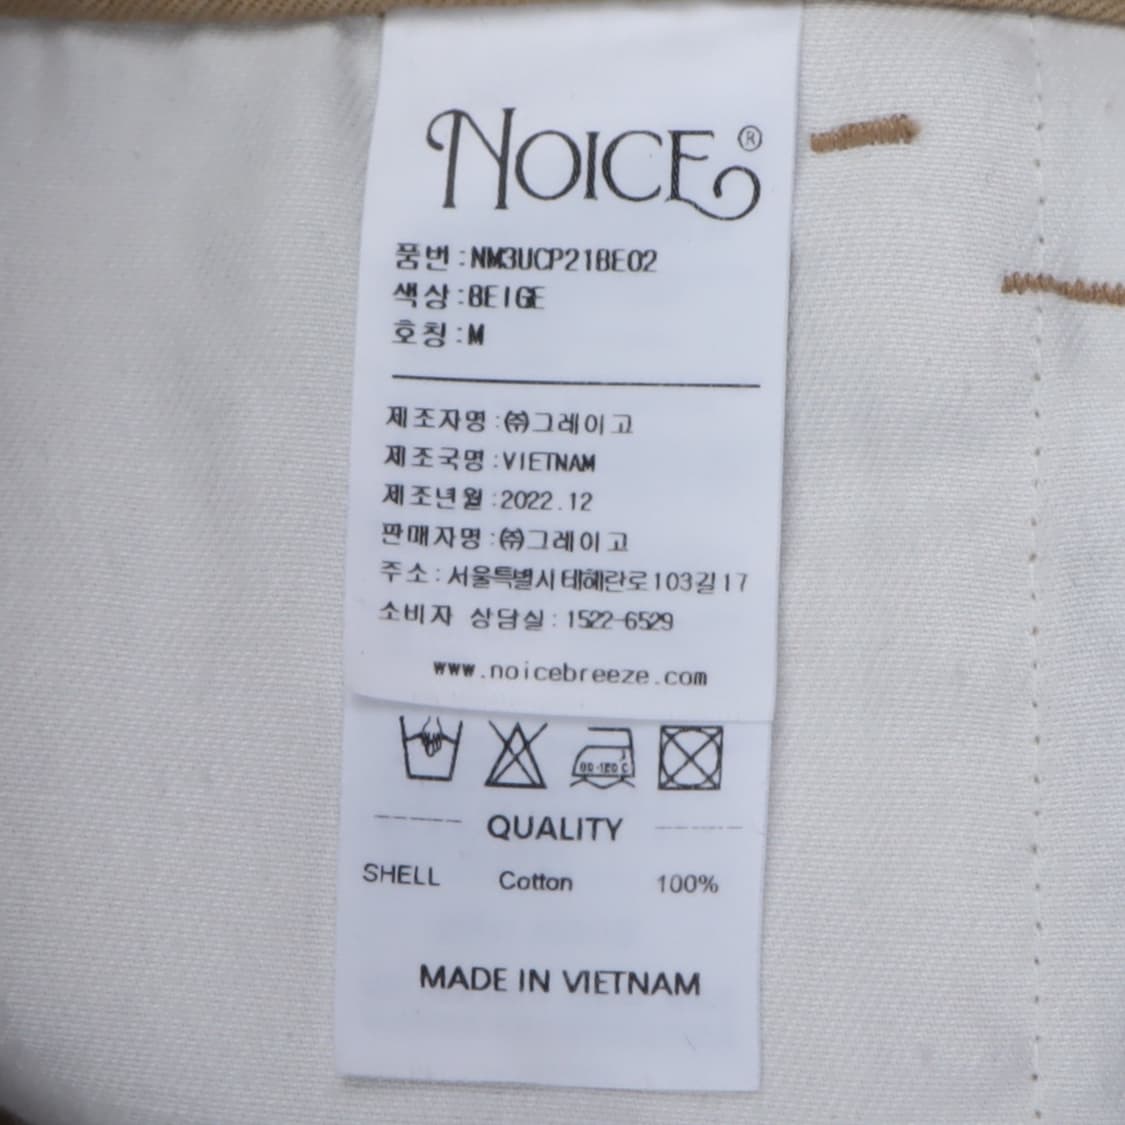 NOICE®
품번 : NM3UCP21BE02
색상 : BEIGE
호칭 : M
제조자명 : ㈜그레이고
제조국명 : VIETNAM
제조년월 : 2022.12
판매자명 : ㈜그레이고
주소 : 서울특별시 테헤란로103길 17
소비자 상담실 : 1522-6529
www.noicebreeze.com
QUALITY
SHELL Cotton 100%
MADE IN VIETNAM